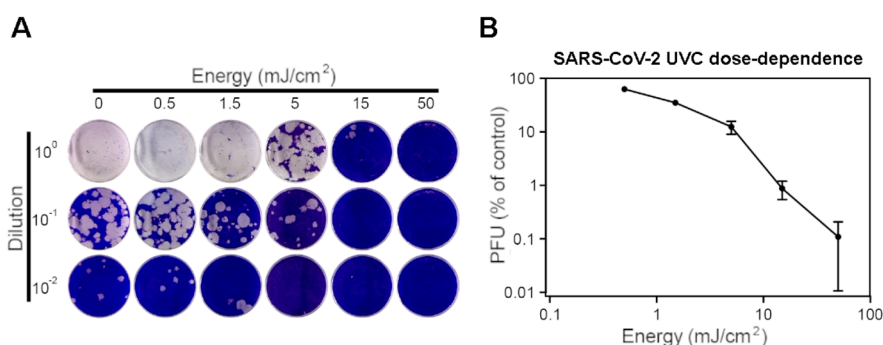 A
Energy (mJ/cm²)
0 0.5 1.5 5 15 50
Dilution
10⁰
10⁻¹
10⁻²
B
SARS-CoV-2 UVC dose-dependence
PFU (% of control)
100
10
1
0.1
0.01
0.1 1 10 100
Energy (mJ/cm²)